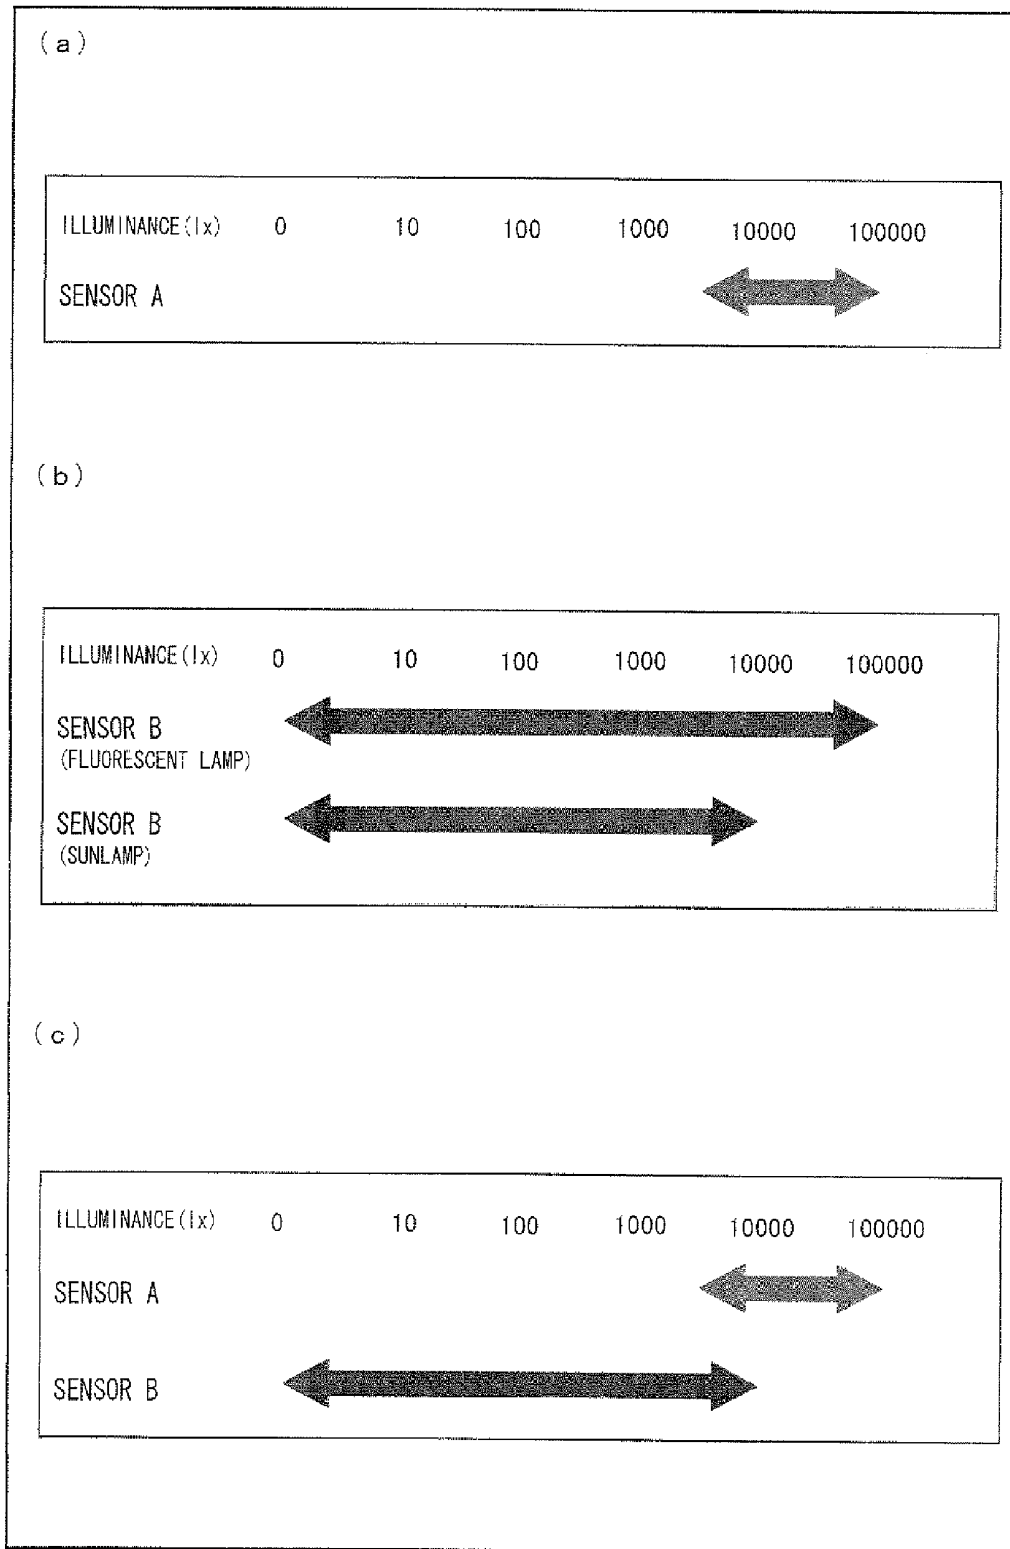 (a)
ILLUMINANCE(lx) 0 10 100 1000 10000 100000
SENSOR A
(b)
ILLUMINANCE(lx) 0 10 100 1000 10000 100000
SENSOR B
(FLUORESCENT LAMP)
SENSOR B
(SUNLAMP)
(c)
ILLUMINANCE(lx) 0 10 100 1000 10000 100000
SENSOR A
SENSOR B